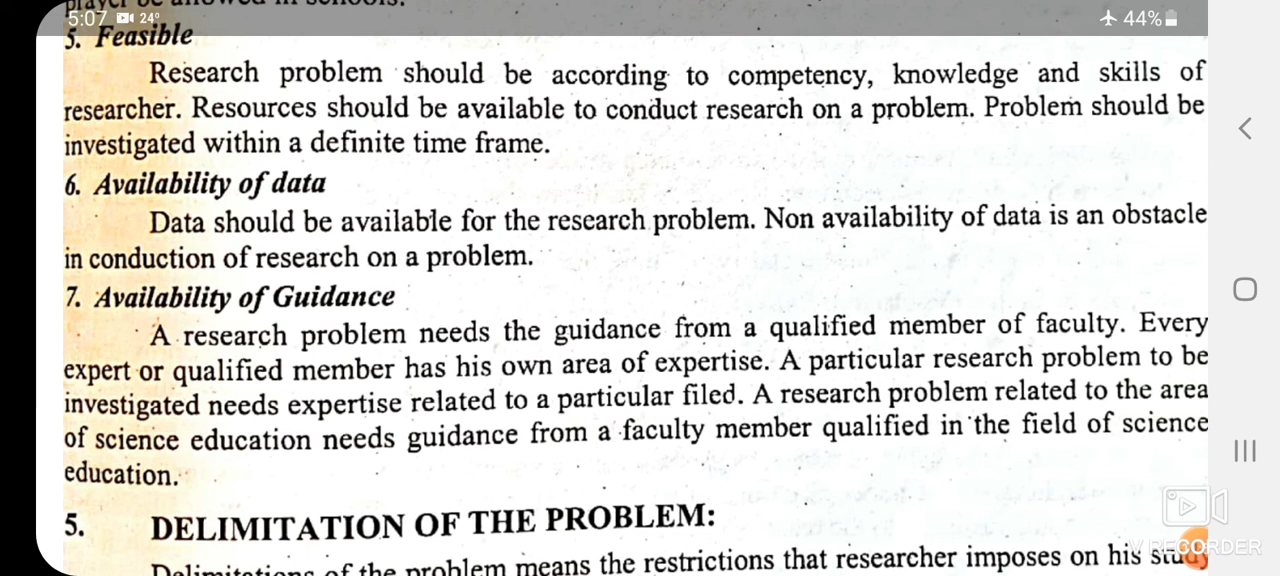 prayer be allowed in schools.
5:07 24°
44%
5. Feasible
Research problem should be according to competency, knowledge and skills of
researcher. Resources should be available to conduct research on a problem. Problem should be
investigated within a definite time frame.
6. Availability of data
Data should be available for the research problem. Non availability of data is an obstacle
in conduction of research on a problem.
7. Availability of Guidance
A research problem needs the guidance from a qualified member of faculty. Every
expert or qualified member has his own area of expertise. A particular research problem to be
investigated needs expertise related to a particular filed. A research problem related to the area
of science education needs guidance from a faculty member qualified in the field of science
education.
5. DELIMITATION OF THE PROBLEM:
Delimitations of the problem means the restrictions that researcher imposes on his study
V RECORDER